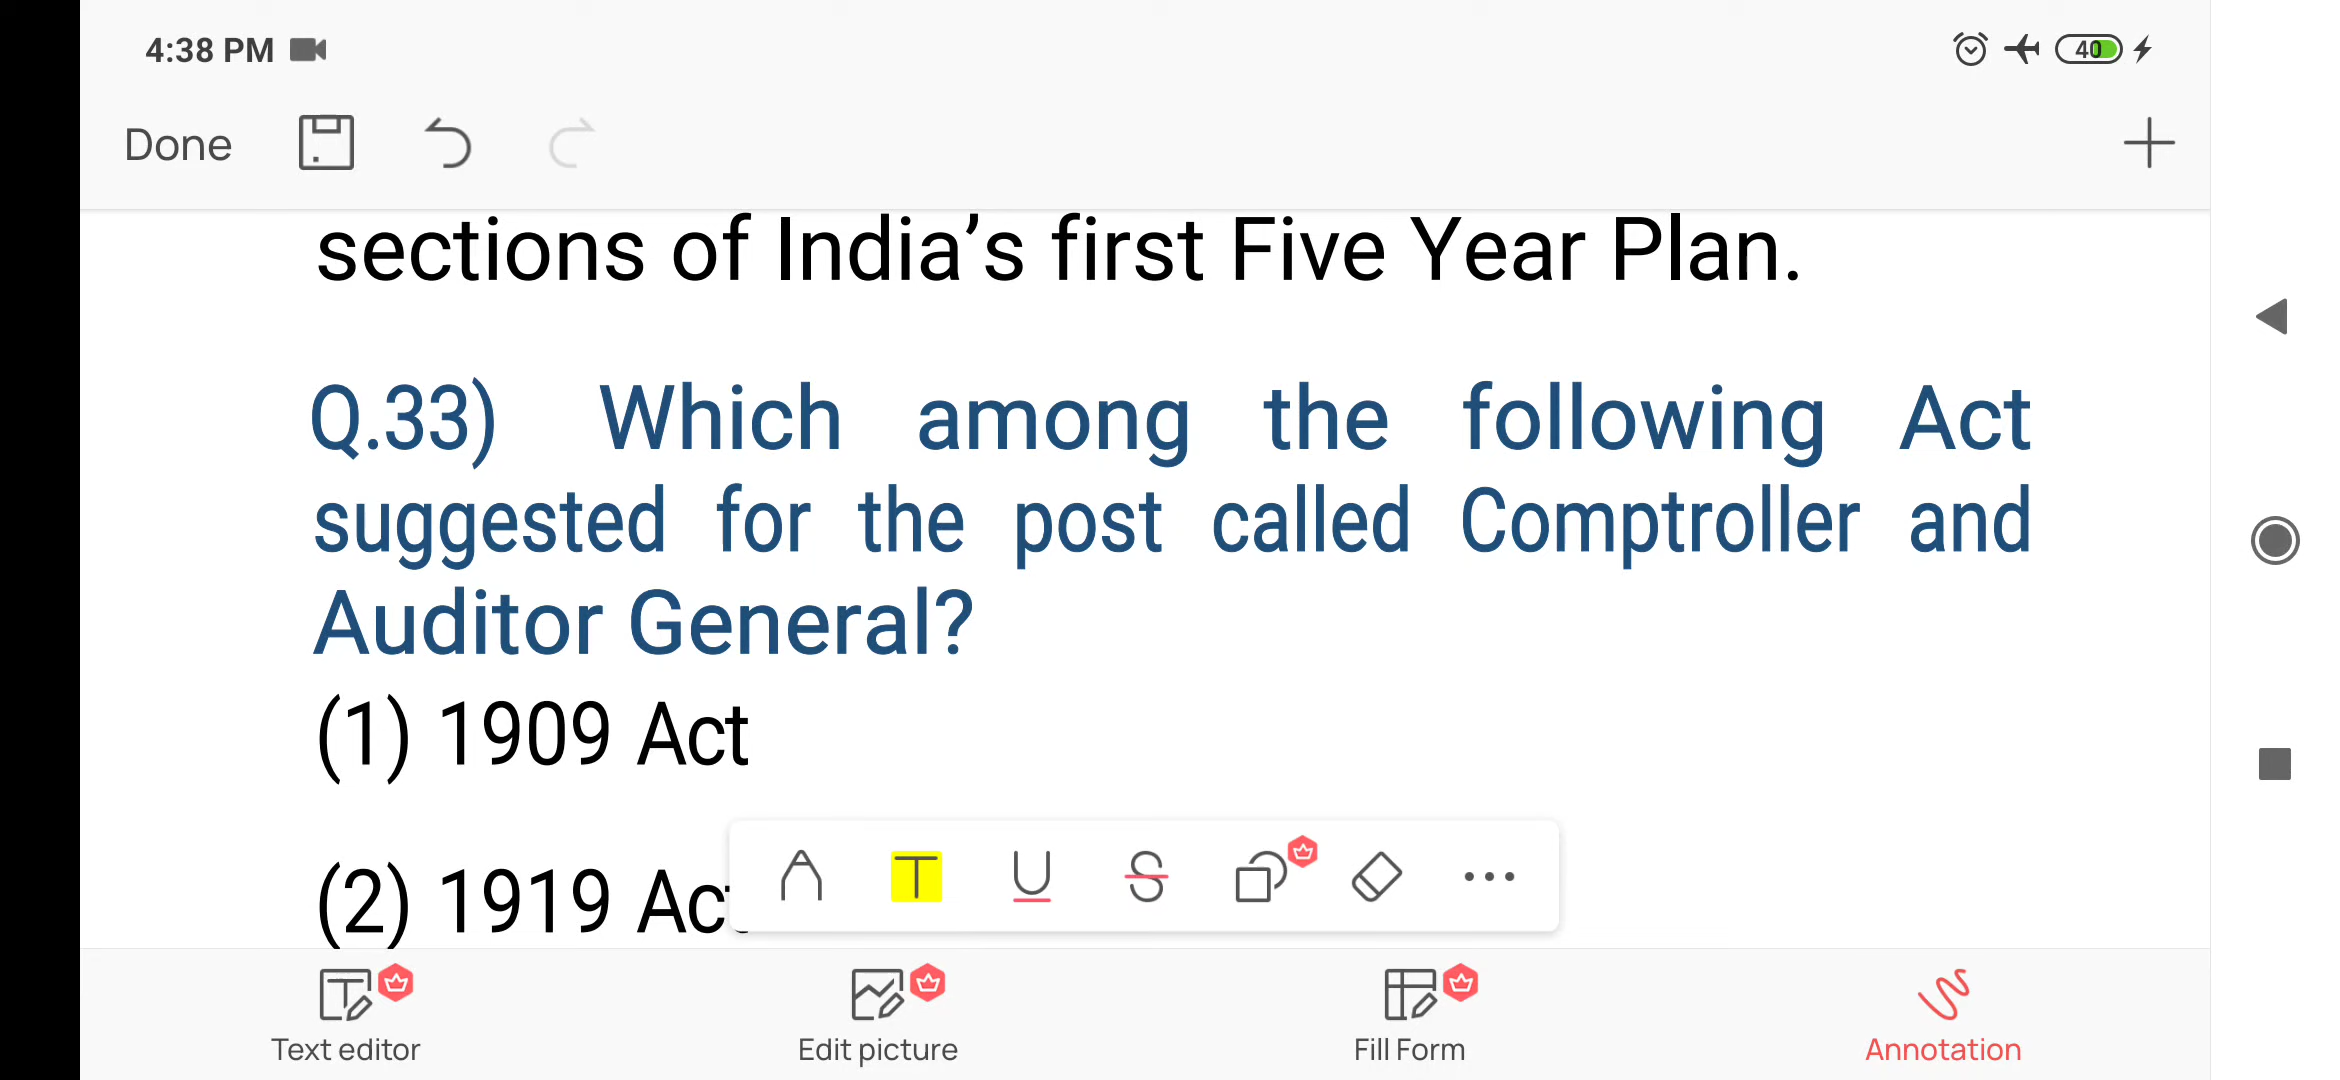 4:38 PM
40
Done
sections of India’s first Five Year Plan.
Q.33) Which among the following Act
suggested for the post called Comptroller and
Auditor General?
(1) 1909 Act
(2) 1919 Act
T U S
Text editor
Edit picture
Fill Form
Annotation